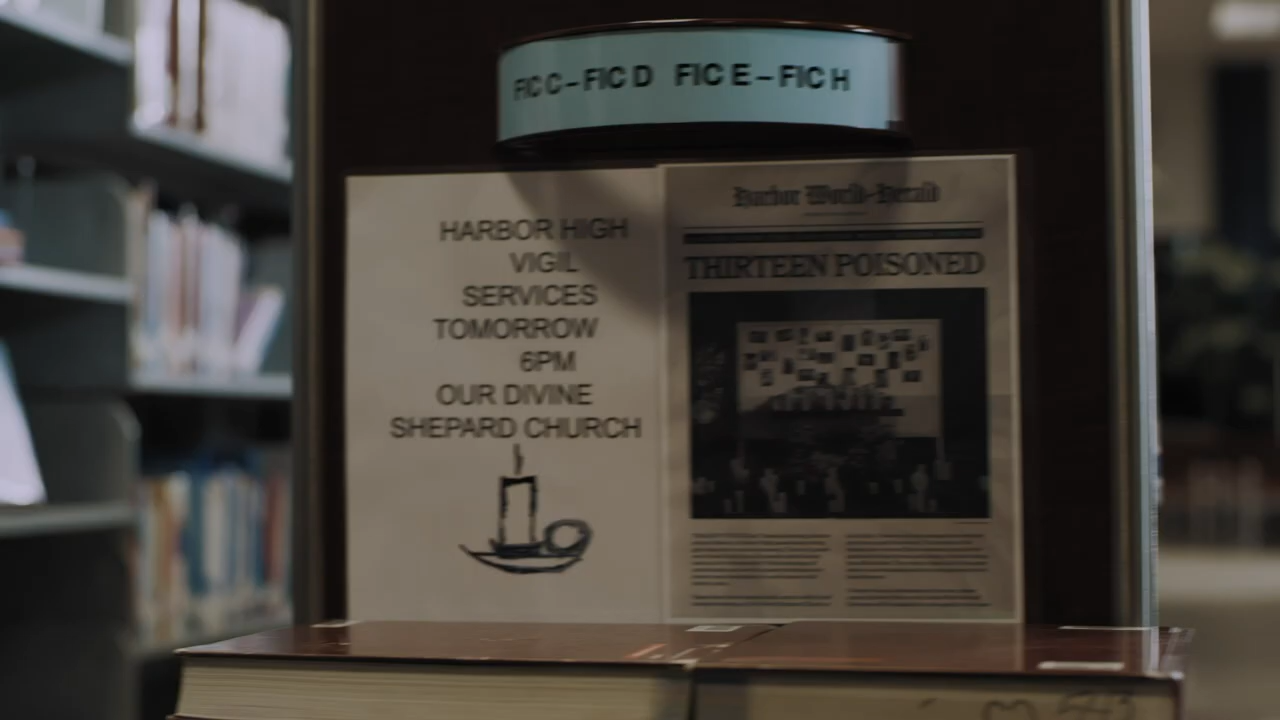 FIC C-FIC D FIC E-FIC H
HARBOR HIGH
VIGIL
SERVICES
TOMORROW
6PM
OUR DIVINE
SHEPARD CHURCH
Harbor World-Herald
THIRTEEN POISONED